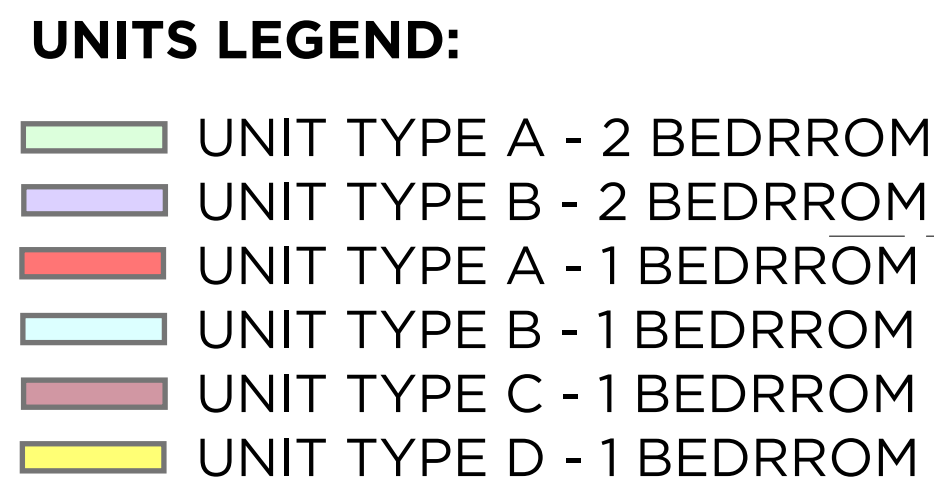 UNITS LEGEND:
UNIT TYPE A - 2 BEDRROM
UNIT TYPE B - 2 BEDRROM
UNIT TYPE A - 1 BEDRROM
UNIT TYPE B - 1 BEDRROM
UNIT TYPE C - 1 BEDRROM
UNIT TYPE D - 1 BEDRROM